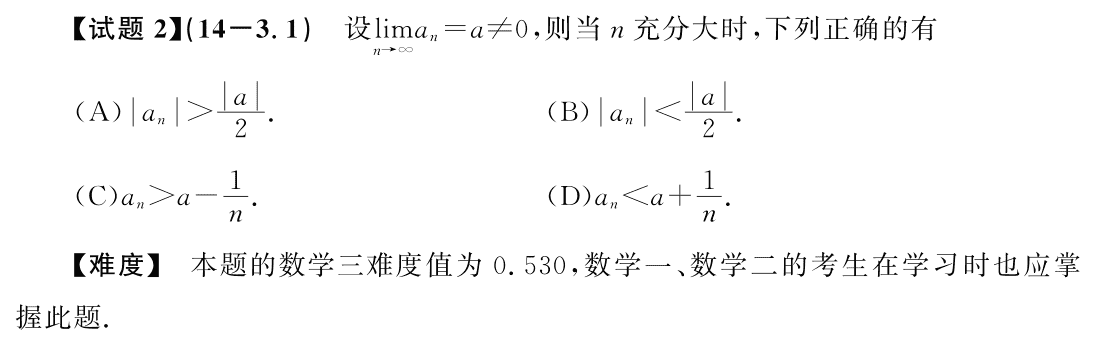 【试题 2】(14-3.1) 设$\lim\limits_{n\to\infty}a_n=a\neq 0$,则当 n 充分大时,下列正确的有
(A)$|a_n|>\frac{|a|}{2}$. (B)$|a_n|<\frac{|a|}{2}$.
(C)$a_n>a-\frac{1}{n}$. (D)$a_n<a+\frac{1}{n}$.
【难度】 本题的数学三难度值为 0.530,数学一、数学二的考生在学习时也应掌
握此题.